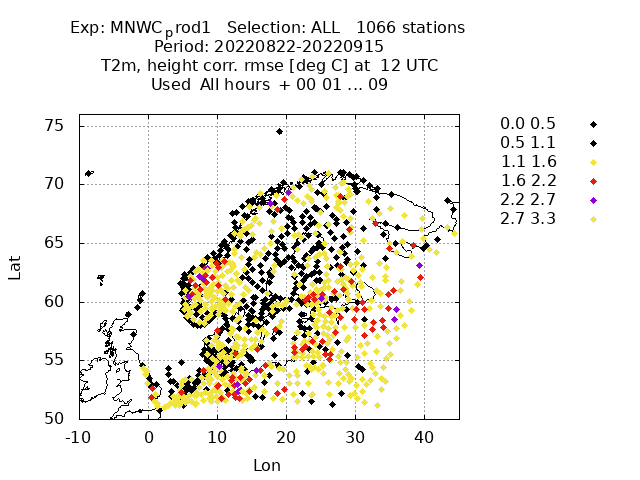 Exp: MNWCprod1 Selection: ALL 1066 stations
Period: 20220822-20220915
T2m, height corr. rmse [deg C] at 12 UTC
Used All hours + 00 01 ... 09
75
70
65
60
55
50
-10 0 10 20 30 40
Lat
Lon
0.0 0.5
0.5 1.1
1.1 1.6
1.6 2.2
2.2 2.7
2.7 3.3